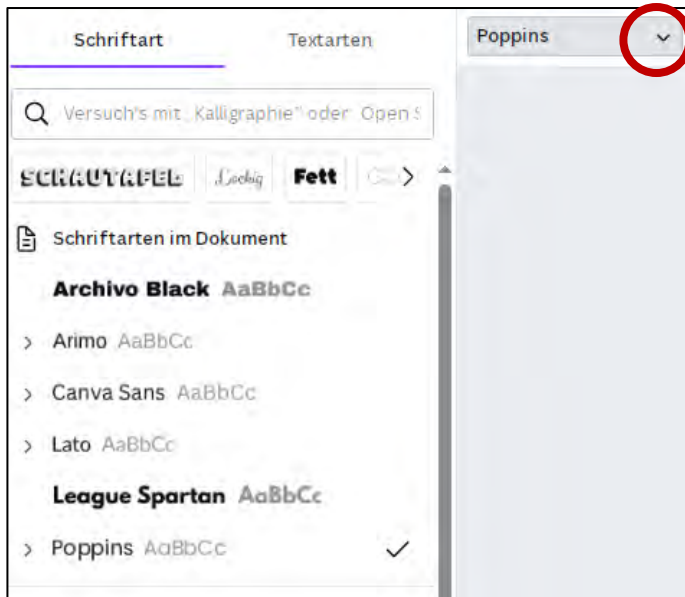 Schriftart Textarten Poppins
Versuch's mit „Kalligraphie“ oder „Open S
SCHAUTAFEL Lockig Fett
Schriftarten im Dokument
Archivo Black AaBbCc
Arimo AaBbCc
Canva Sans AaBbCc
Lato AaBbCc
League Spartan AaBbCc
Poppins AaBbCc